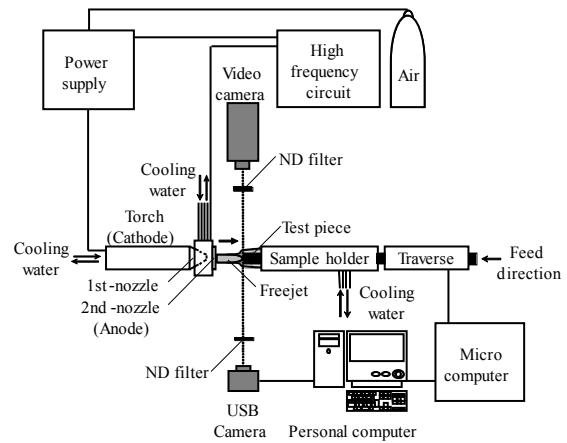 Power
supply
High
frequency
circuit
Air
Video
camera
ND filter
Cooling
water
Torch
(Cathode)
Cooling
water
1st-nozzle
2nd -nozzle
(Anode)
Test piece
Freejet
Sample holder
Traverse
Feed
direction
Cooling
water
ND filter
USB
Camera
Personal computer
Micro
computer